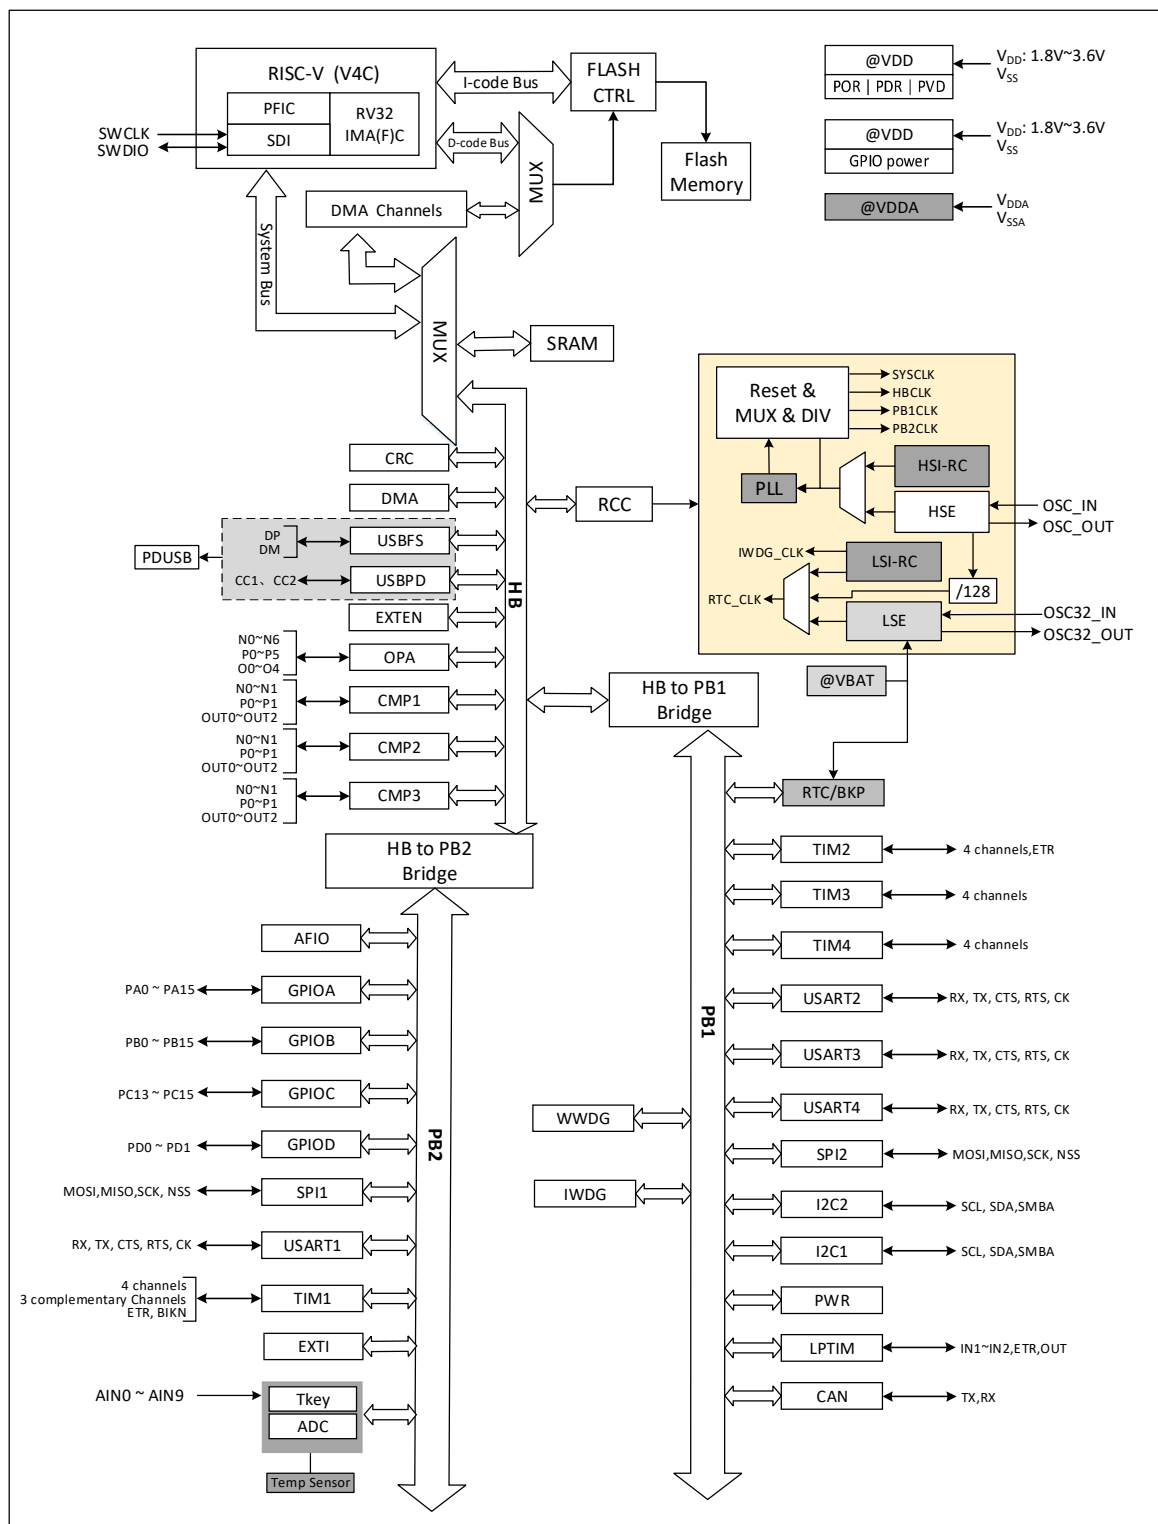 RISC-V (V4C)
PFIC
SDI
RV32
IMA(F)C
SWCLK
SWDIO
I-code Bus
D-code Bus
FLASH
CTRL
MUX
Flash
Memory
@VDD
POR | PDR | PVD
VDD: 1.8V~3.6V
VSS
@VDD
GPIO power
VDD: 1.8V~3.6V
VSS
@VDDA
VDDA
VSSA
DMA Channels
System Bus
MUX
SRAM
Reset &
MUX & DIV
SYSCLK
HBCLK
PB1CLK
PB2CLK
HSI-RC
PLL
HSE
OSC_IN
OSC_OUT
IWDG_CLK
LSI-RC
/128
RTC_CLK
LSE
OSC32_IN
OSC32_OUT
@VBAT
RCC
CRC
DMA
PDUSB
DP
DM
USBFS
CC1、CC2
USBPD
HB
EXTEN
N0~N6
P0~P5
O0~O4
OPA
N0~N1
P0~P1
OUT0~OUT2
CMP1
N0~N1
P0~P1
OUT0~OUT2
CMP2
N0~N1
P0~P1
OUT0~OUT2
CMP3
HB to PB1
Bridge
HB to PB2
Bridge
RTC/BKP
TIM2
4 channels,ETR
TIM3
4 channels
TIM4
4 channels
USART2
RX, TX, CTS, RTS, CK
USART3
RX, TX, CTS, RTS, CK
USART4
RX, TX, CTS, RTS, CK
SPI2
MOSI,MISO,SCK, NSS
I2C2
SCL, SDA,SMBA
I2C1
SCL, SDA,SMBA
PWR
LPTIM
IN1~IN2,ETR,OUT
CAN
TX,RX
PB1
WWDG
IWDG
AFIO
PA0 ~ PA15
GPIOA
PB0 ~ PB15
GPIOB
PC13 ~ PC15
GPIOC
PD0 ~ PD1
GPIOD
PB2
MOSI,MISO,SCK, NSS
SPI1
RX, TX, CTS, RTS, CK
USART1
4 channels
3 complementary Channels
ETR, BIKN
TIM1
EXTI
AIN0 ~ AIN9
Tkey
ADC
Temp Sensor